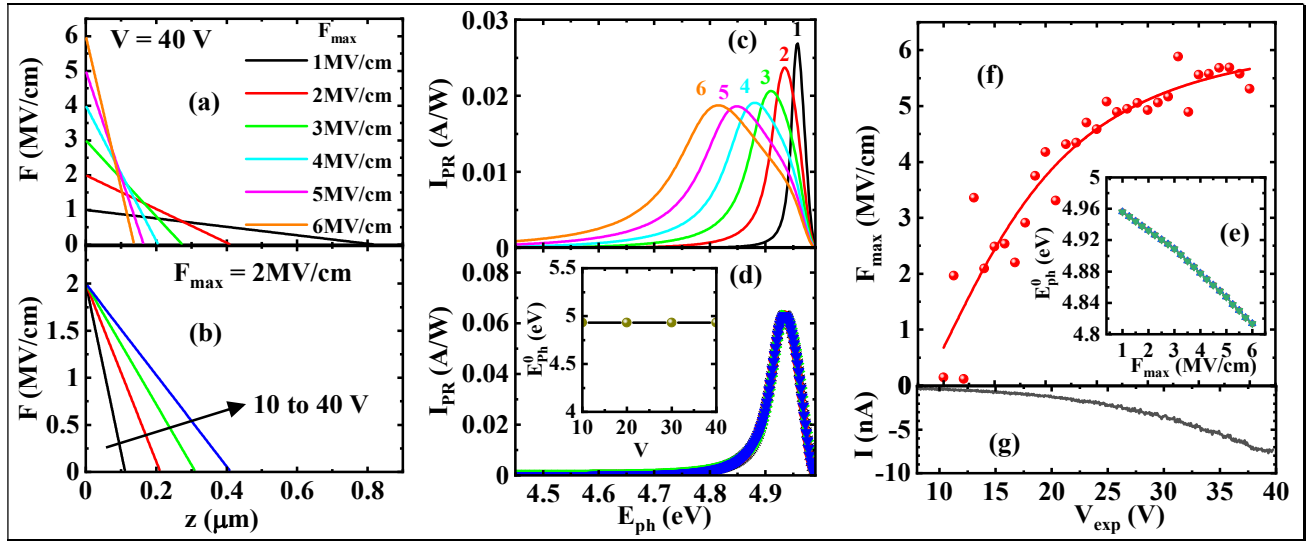 V = 40 V
F_max
1MV/cm
2MV/cm
3MV/cm
4MV/cm
5MV/cm
6MV/cm
(a)
F (MV/cm)
6
5
4
3
2
1
0
F_max = 2MV/cm
(b)
10 to 40 V
F (MV/cm)
2
1.5
1
0.5
0
0 0.2 0.4 0.6 0.8
z (μm)
(c)
1
2
3
4
5
6
I_PR (A/W)
0.03
0.02
0.01
0
(d)
I_PR (A/W)
0.08
0.06
0.04
0.02
0
E⁰_ph (eV)
5.5
5
4.5
4
10 20 30 40
V
4.5 4.6 4.7 4.8 4.9
E_ph (eV)
(f)
F_max (MV/cm)
6
5
4
3
2
1
0
(e)
E⁰_ph (eV)
5
4.96
4.92
4.88
4.84
4.8
1 2 3 4 5 6
F_max (MV/cm)
(g)
I (nA)
0
-5
-10
10 15 20 25 30 35 40
V_exp (V)